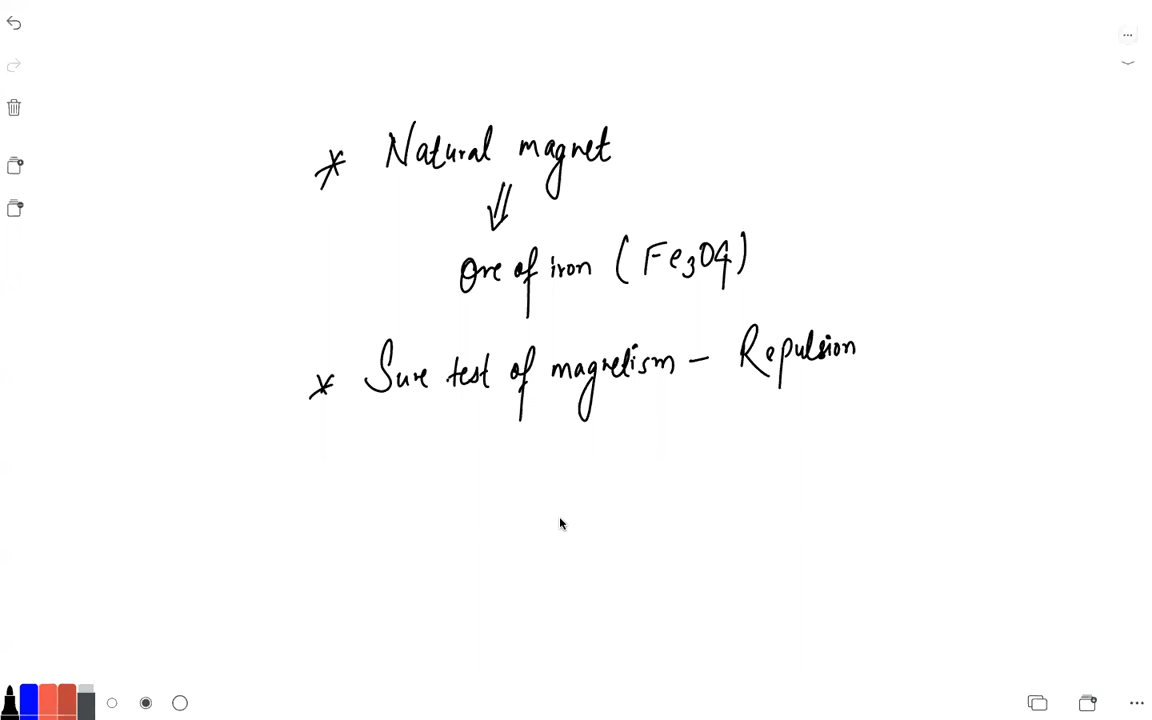 * Natural magnet
⇓
Ore of iron (Fe3O4)
* Sure test of magnetism - Repulsion